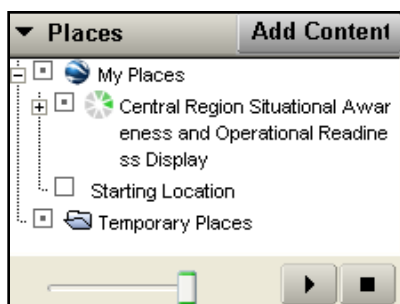 Places
Add Content
My Places
Central Region Situational Awar
eness and Operational Readine
ss Display
Starting Location
Temporary Places